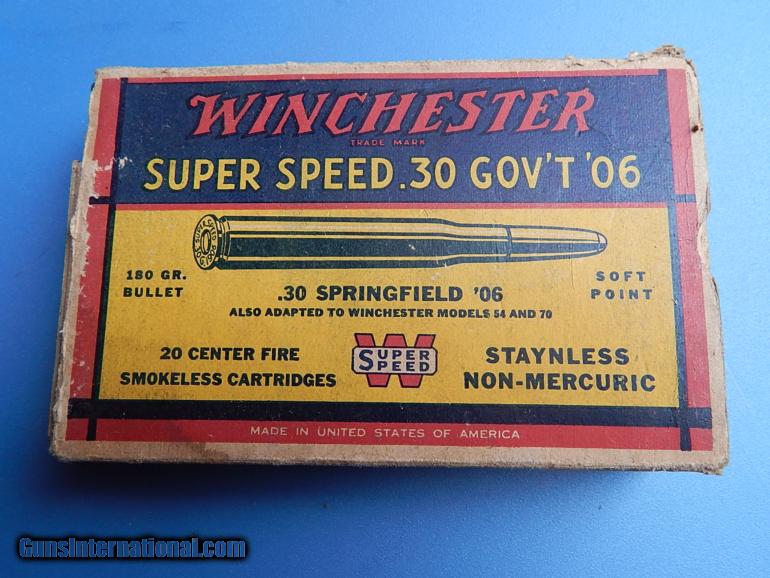 WINCHESTER
TRADE MARK
SUPER SPEED .30 GOV'T '06
180 GR.
BULLET
SOFT
POINT
.30 SPRINGFIELD '06
ALSO ADAPTED TO WINCHESTER MODELS 54 AND 70
20 CENTER FIRE
SMOKELESS CARTRIDGES
SUPER
SPEED
W
STAYNLESS
NON-MERCURIC
MADE IN UNITED STATES OF AMERICA
GunsInternational.com